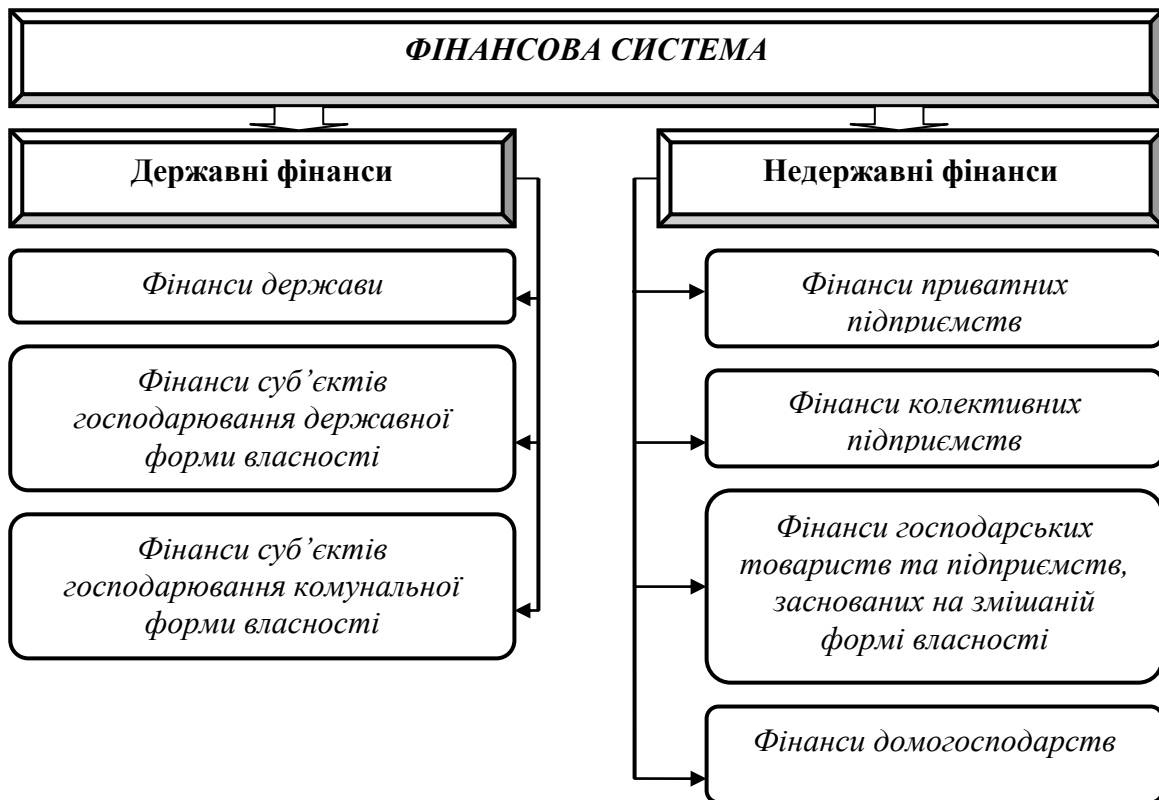 ФІНАНСОВА СИСТЕМА
Державні фінанси
Фінанси держави
Фінанси суб’єктів
господарювання державної
форми власності
Фінанси суб’єктів
господарювання комунальної
форми власності
Недержавні фінанси
Фінанси приватних
підприємств
Фінанси колективних
підприємств
Фінанси господарських
товариств та підприємств,
заснованих на змішаній
формі власності
Фінанси домогосподарств